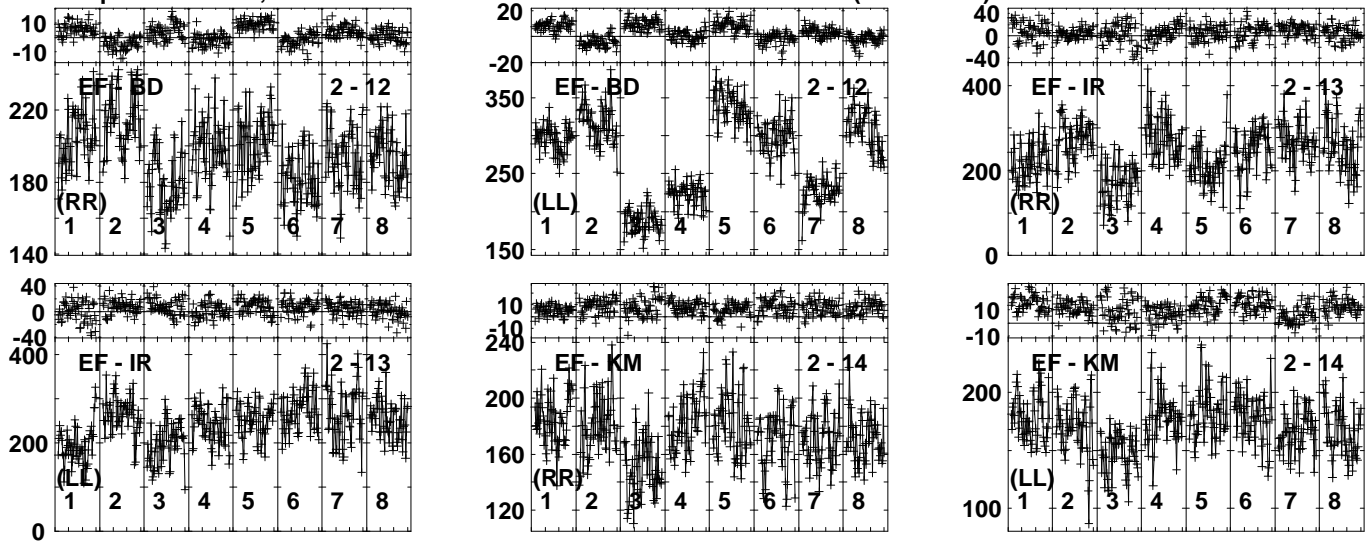 10
-10
EF - BD 2 - 12
220
180
(RR)
1 2 3 4 5 6 7 8
140
20
-20
EF - BD 2 - 12
350
250
(LL)
1 2 3 4 5 6 7 8
150
40
0
-40
EF - IR 2 - 13
400
200
(RR)
1 2 3 4 5 6 7 8
0
40
0
-40
EF - IR 2 - 13
400
200
(LL)
1 2 3 4 5 6 7 8
0
10
-10
240
EF - KM 2 - 14
200
160
(RR)
1 2 3 4 5 6 7 8
120
10
-10
EF - KM 2 - 14
200
(LL)
1 2 3 4 5 6 7 8
100